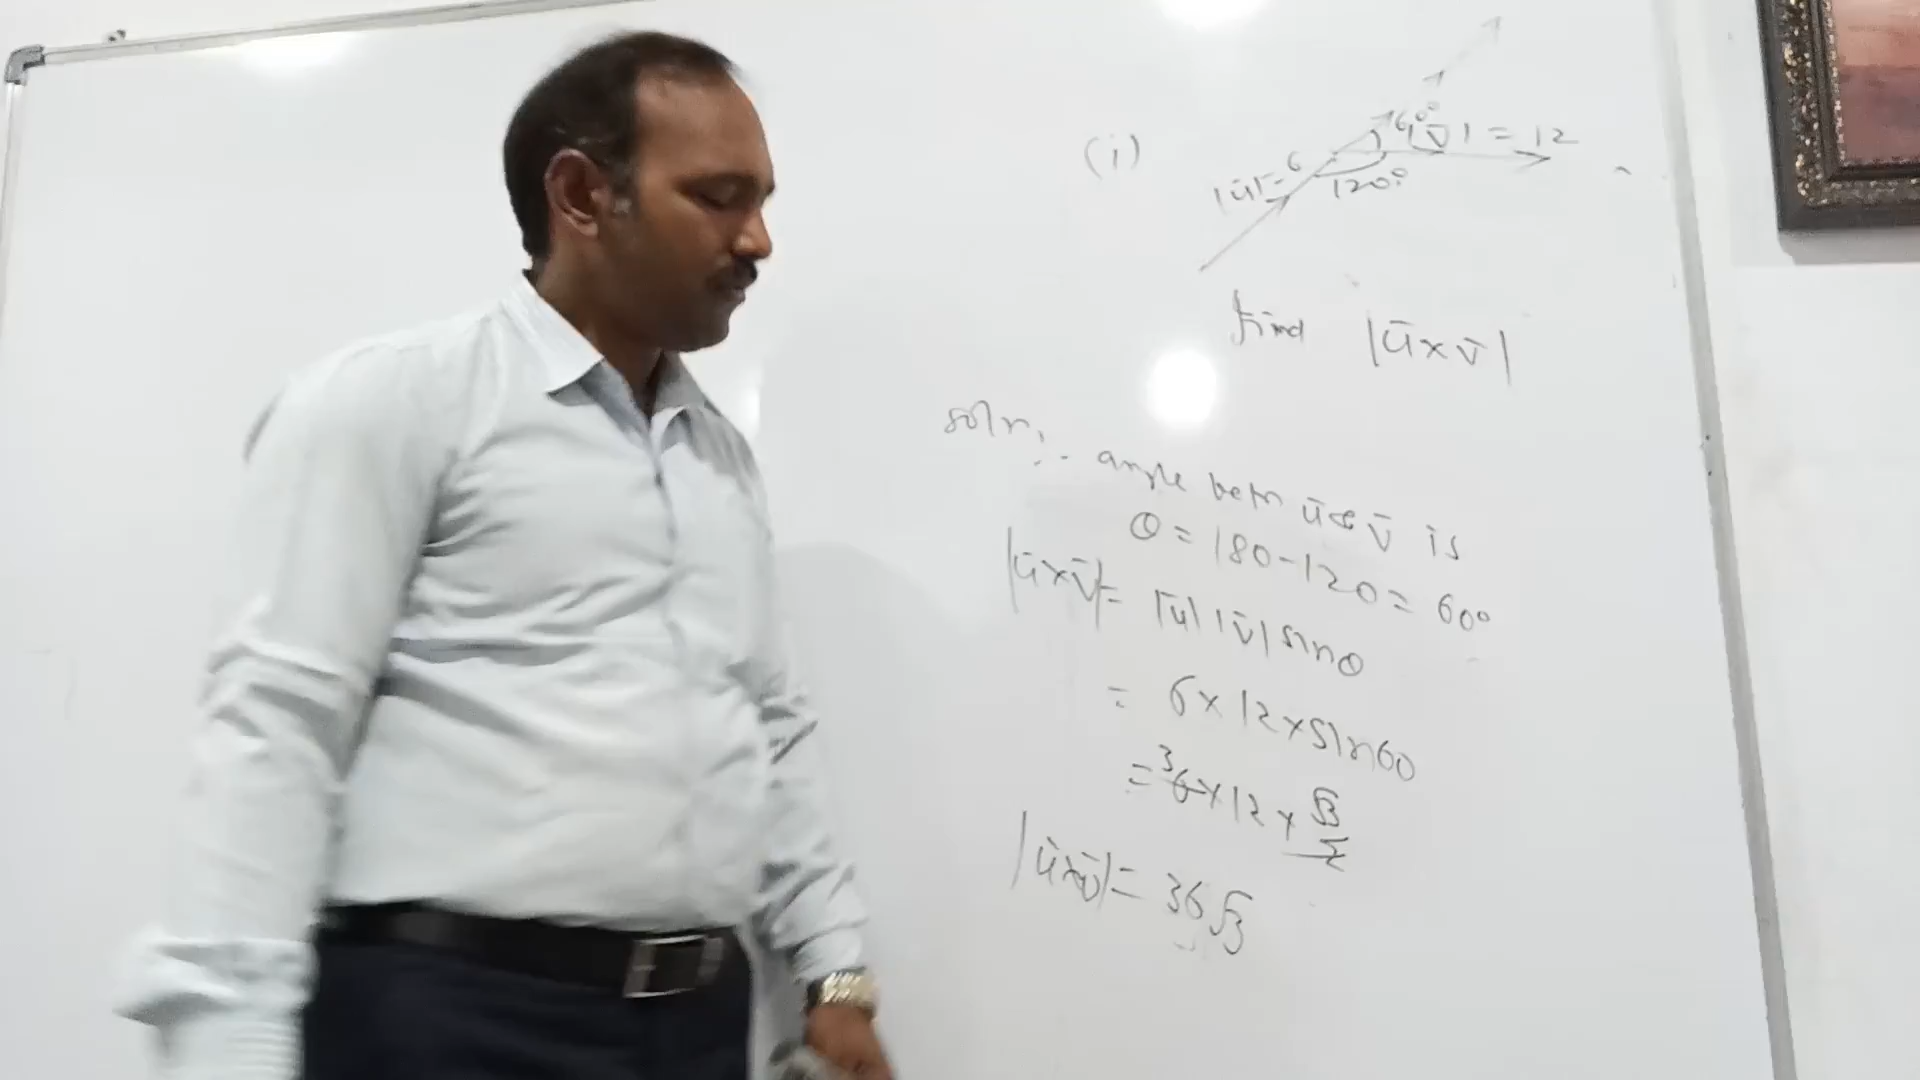 (i)
60°
|v̄| = 12
|ū|=6
120°
find |ū×v̄|
soln:- angle betn ū & v̄ is
θ = 180-120 = 60°
|ū×v̄| = |ū| |v̄| sinθ
= 6×12×sin60
= 3 6×12×√3/2
|ū×v̄| = 36√3